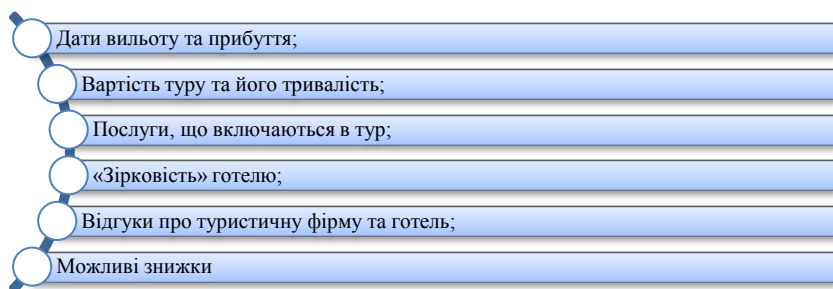 Дати вильоту та прибуття;
Вартість туру та його тривалість;
Послуги, що включаються в тур;
«Зірковість» готелю;
Відгуки про туристичну фірму та готель;
Можливі знижки